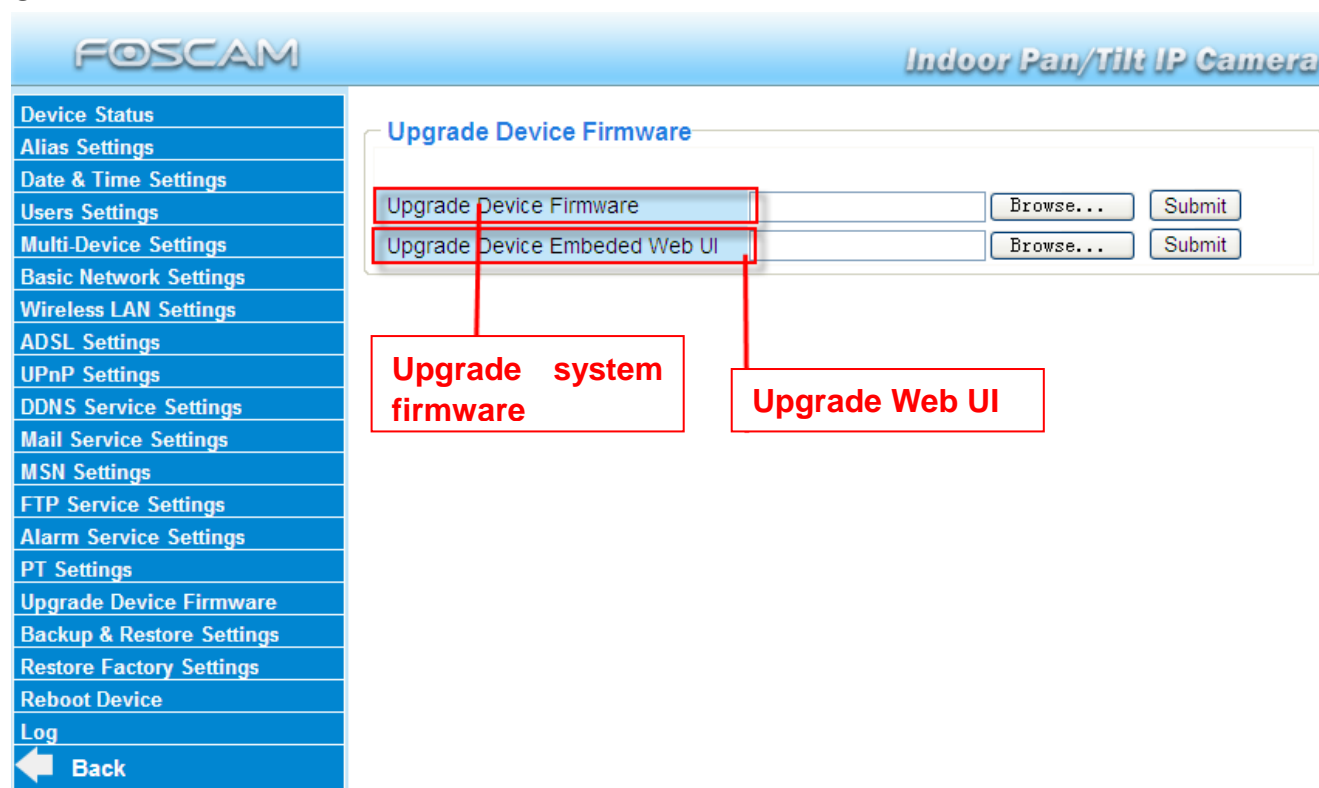 FOSCAM
Indoor Pan/Tilt IP Camera
Device Status
Alias Settings
Date & Time Settings
Users Settings
Multi-Device Settings
Basic Network Settings
Wireless LAN Settings
ADSL Settings
UPnP Settings
DDNS Service Settings
Mail Service Settings
MSN Settings
FTP Service Settings
Alarm Service Settings
PT Settings
Upgrade Device Firmware
Backup & Restore Settings
Restore Factory Settings
Reboot Device
Log
Back
Upgrade Device Firmware
Upgrade Device Firmware Browse... Submit
Upgrade Device Embeded Web UI Browse... Submit
Upgrade system
firmware
Upgrade Web UI